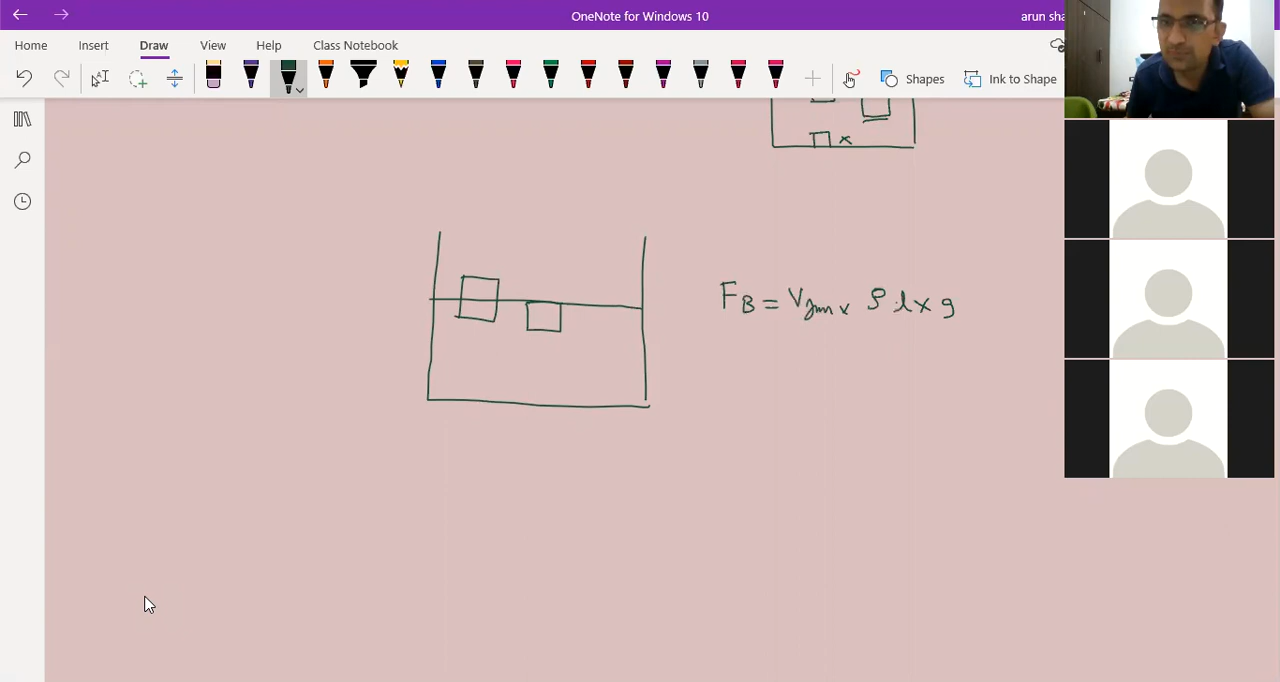 OneNote for Windows 10
arun sha
Home Insert Draw View Help Class Notebook
Shapes Ink to Shape
x
F_B = V_im x ρ_l x g